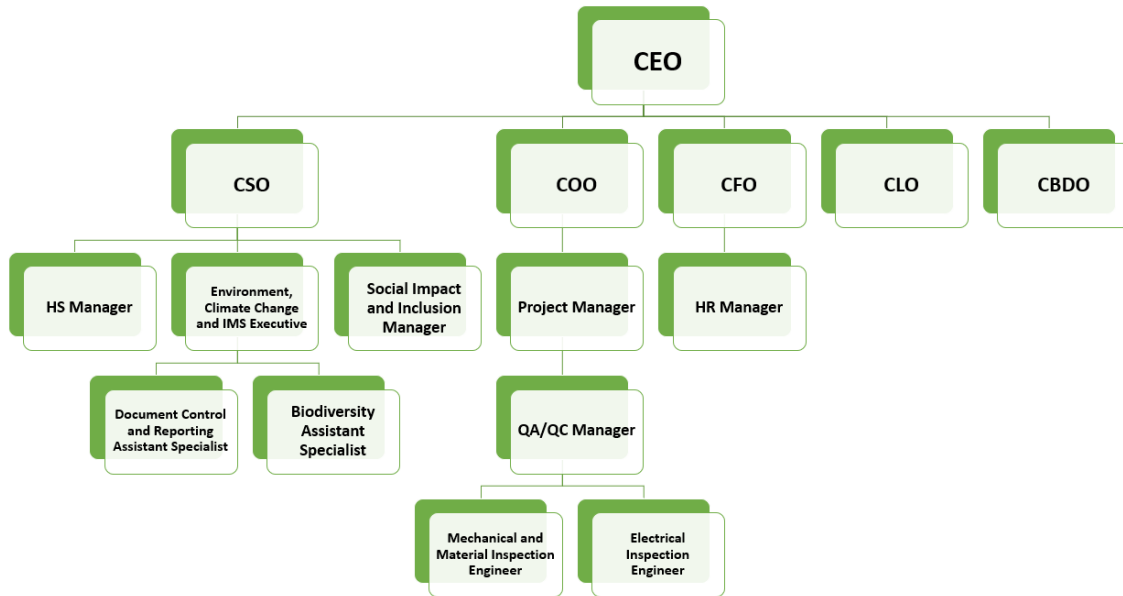 CEO
CSO
COO
CFO
CLO
CBDO
HS Manager
Environment,
Climate Change
and IMS Executive
Social Impact
and Inclusion
Manager
Project Manager
HR Manager
Document Control
and Reporting
Assistant Specialist
Biodiversity
Assistant
Specialist
QA/QC Manager
Mechanical and
Material Inspection
Engineer
Electrical
Inspection
Engineer